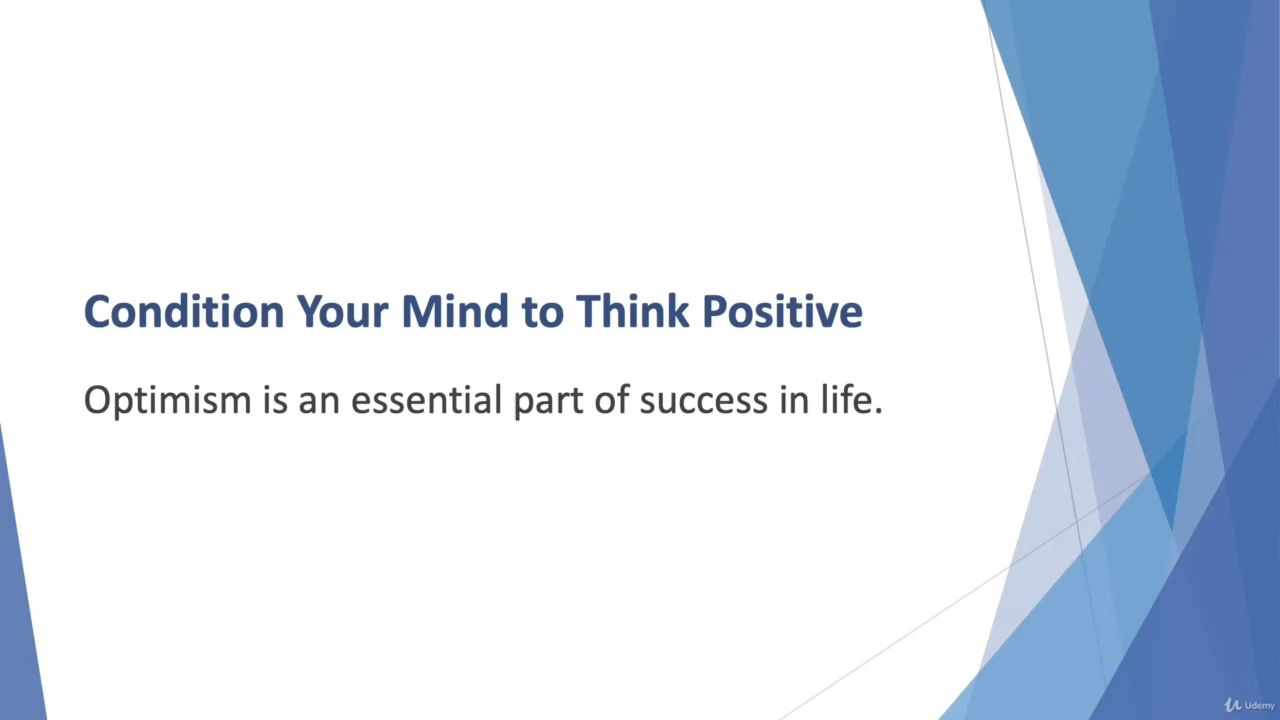 Condition Your Mind to Think Positive
Optimism is an essential part of success in life.
Udemy